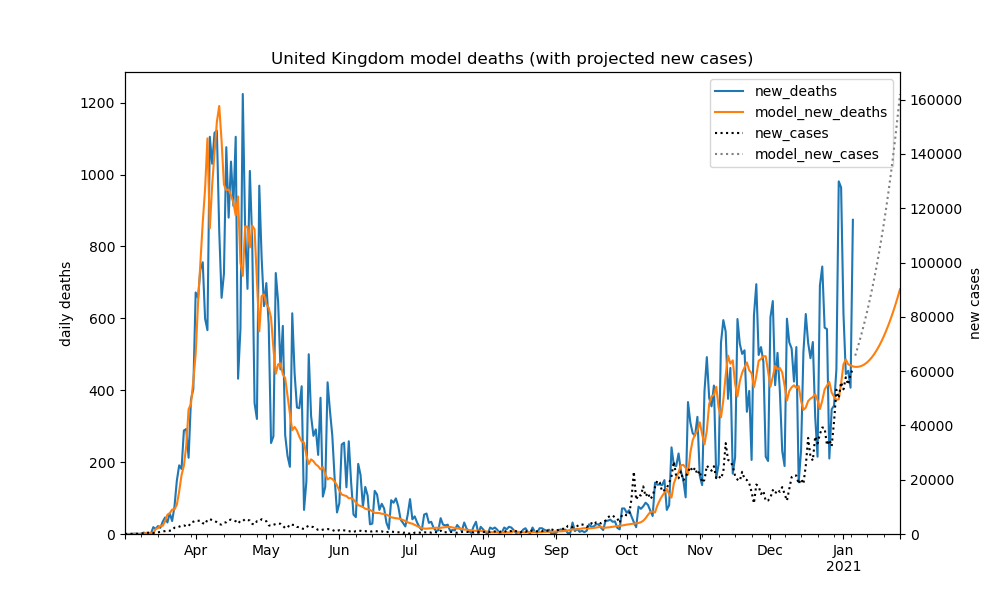 United Kingdom model deaths (with projected new cases)
new_deaths
model_new_deaths
new_cases
model_new_cases
daily deaths
1200
1000
800
600
400
200
0
new cases
160000
140000
120000
100000
80000
60000
40000
20000
0
Apr May Jun Jul Aug Sep Oct Nov Dec Jan
2021